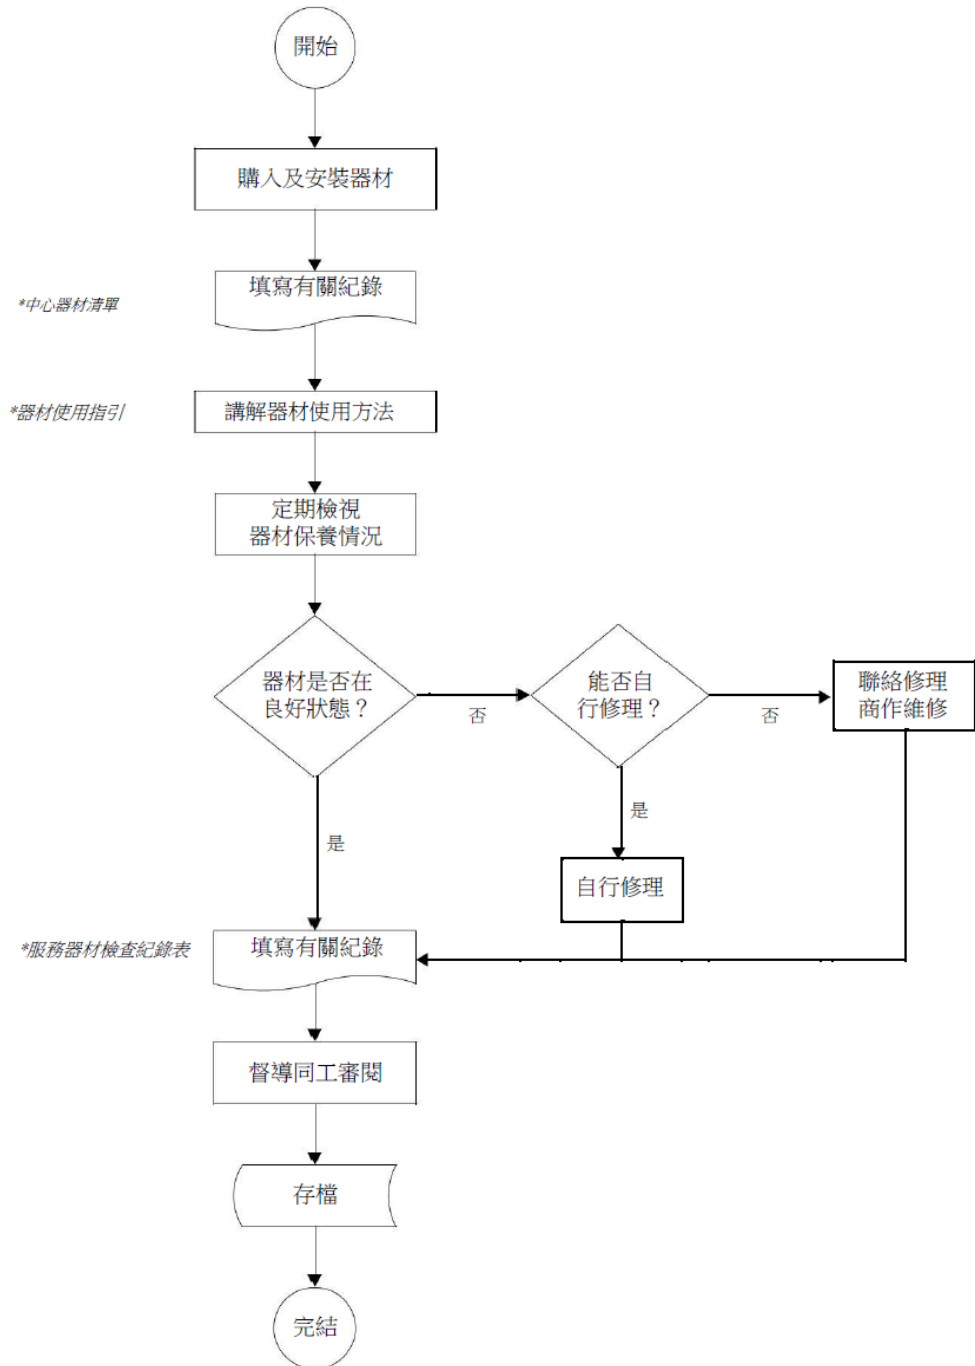 開始
購入及安裝器材
填寫有關紀錄
*中心器材清單
講解器材使用方法
*器材使用指引
定期檢視
器材保養情況
器材是否在
良好狀態？
否
能否自
行修理？
否
聯絡修理
商作維修
是
是
自行修理
*服務器材檢查紀錄表
填寫有關紀錄
督導同工審閱
存檔
完結